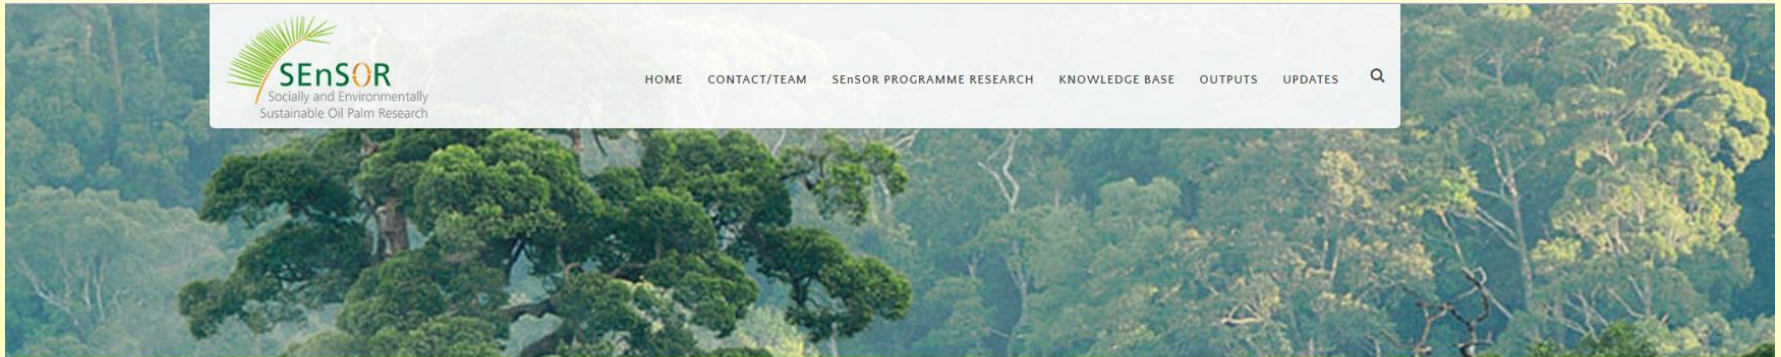 SEnSOR
Socially and Environmentally
Sustainable Oil Palm Research
HOME CONTACT/TEAM SEnSOR PROGRAMME RESEARCH KNOWLEDGE BASE OUTPUTS UPDATES